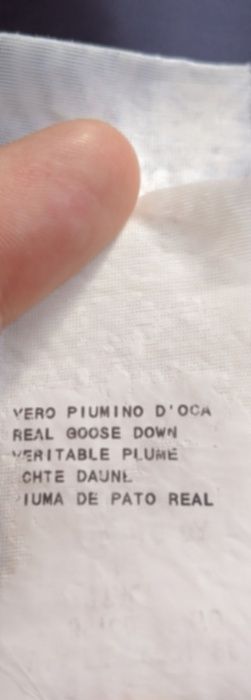 VERO PIUMINO D'OCA
REAL GOOSE DOWN
VERITABLE PLUME
CHTE DAUNE
IUMA DE PATO REAL